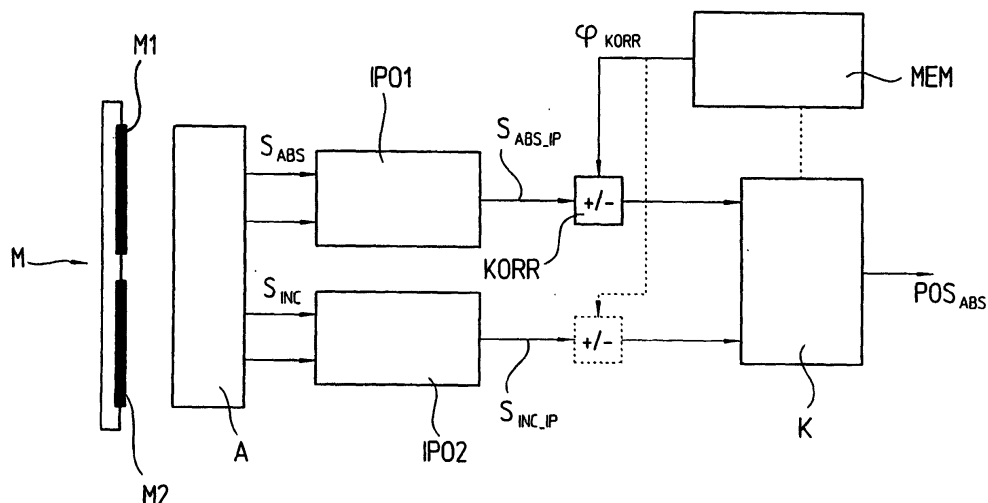 M1
IPO1
φ KORR
MEM
S ABS
S ABS_IP
+/-
M
KORR
S INC
POS ABS
+/-
S INC_IP
K
A
IPO2
M2